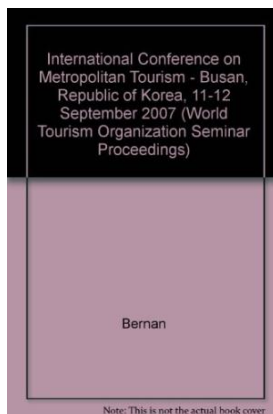 International Conference on
Metropolitan Tourism - Busan,
Republic of Korea, 11-12
September 2007 (World
Tourism Organization Seminar
Proceedings)
Bernan
Note: This is not the actual book cover